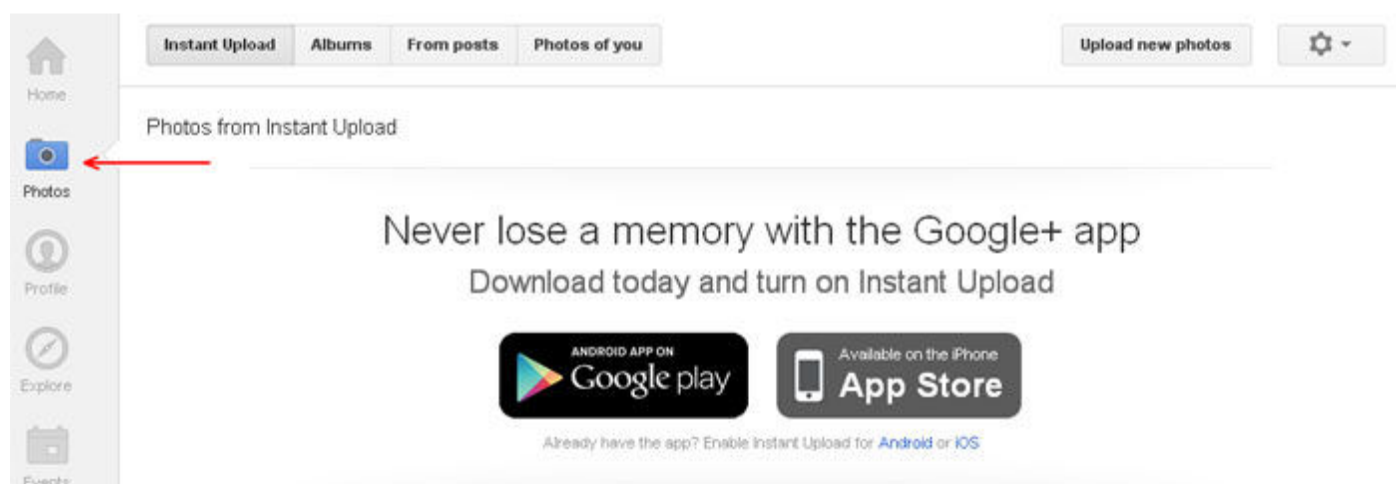 Instant Upload Albums From posts Photos of you Upload new photos
Home
Photos from Instant Upload
Photos
Never lose a memory with the Google+ app
Download today and turn on Instant Upload
Profile
ANDROID APP ON
Google play
Available on the iPhone
App Store
Explore
Already have the app? Enable Instant Upload for Android or iOS
Events